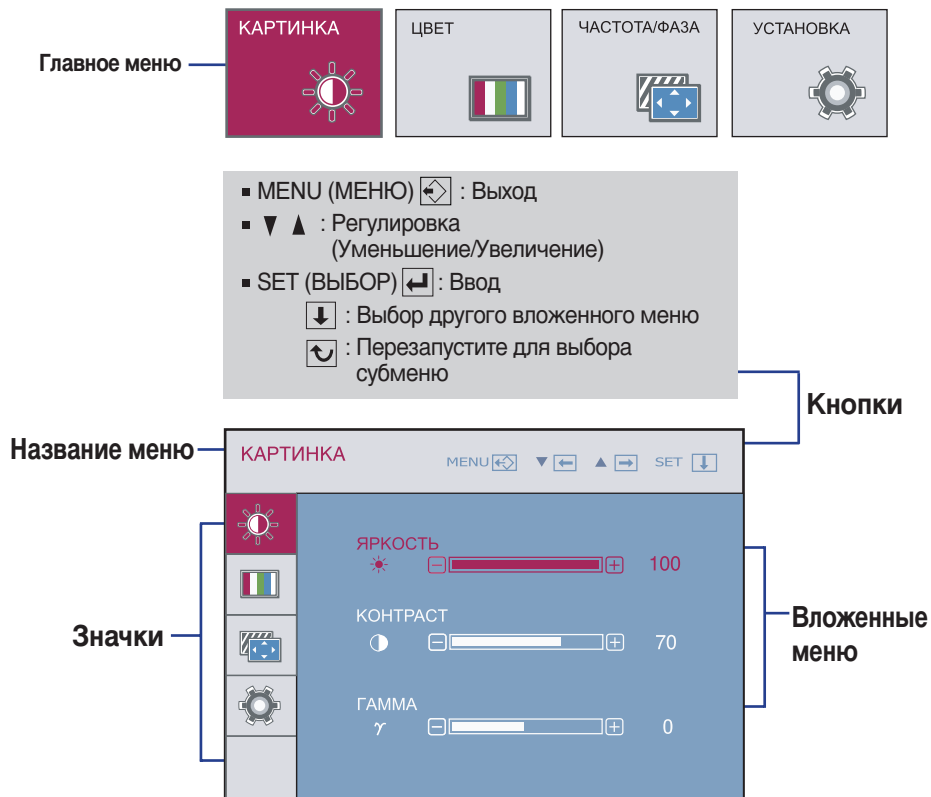 КАРТИНКА
ЦВЕТ
ЧАСТОТА/ФАЗА
УСТАНОВКА
Главное меню
MENU (МЕНЮ) : Выход
▼ ▲ : Регулировка
(Уменьшение/Увеличение)
SET (ВЫБОР) : Ввод
: Выбор другого вложенного меню
: Перезапустите для выбора
субменю
Кнопки
Название меню
КАРТИНКА
MENU ▼ ▲ SET
ЯРКОСТЬ
100
КОНТРАСТ
70
ГАММА
γ 0
Значки
Вложенные
меню